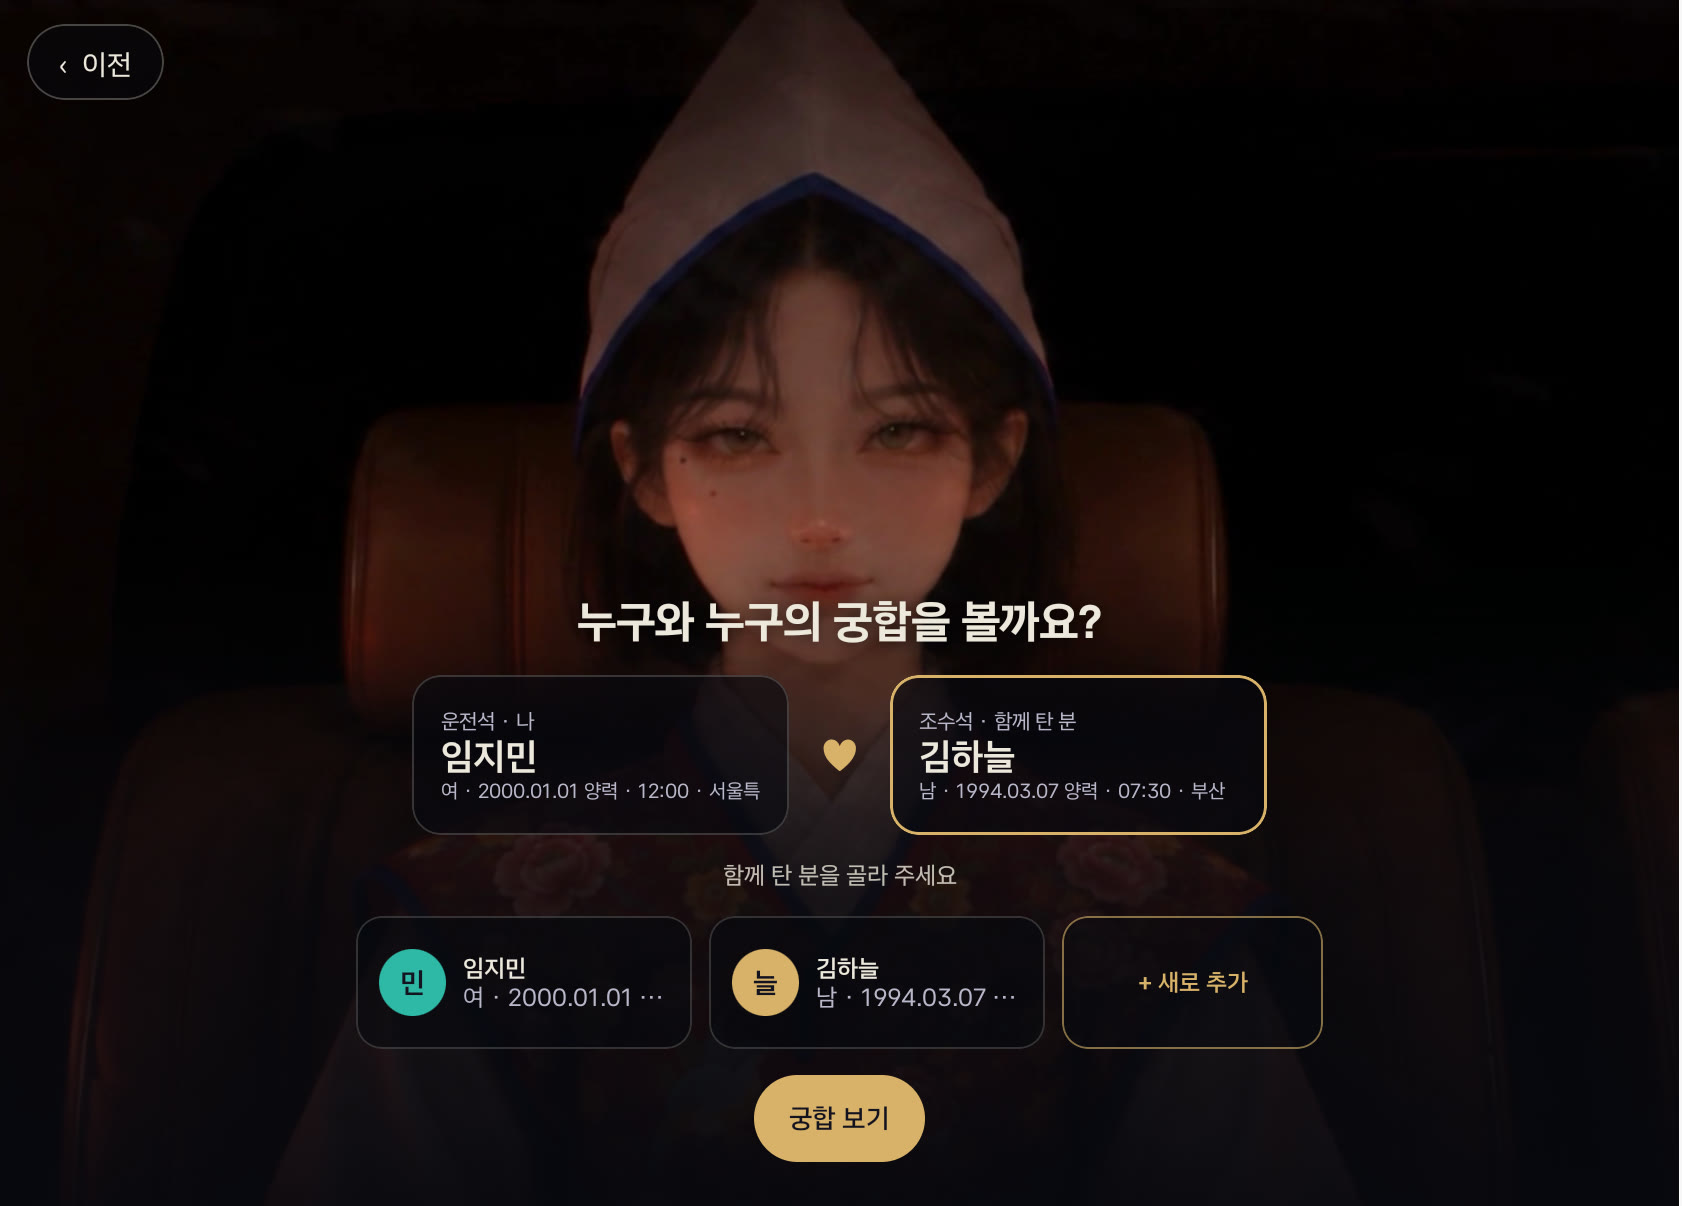 ‹ 이전
누구와 누구의 궁합을 볼까요?
운전석 · 나
임지민
여 · 2000.01.01 양력 · 12:00 · 서울특
조수석 · 함께 탄 분
김하늘
남 · 1994.03.07 양력 · 07:30 · 부산
함께 탄 분을 골라 주세요
민
임지민
여 · 2000.01.01 ···
늘
김하늘
남 · 1994.03.07 ···
+ 새로 추가
궁합 보기